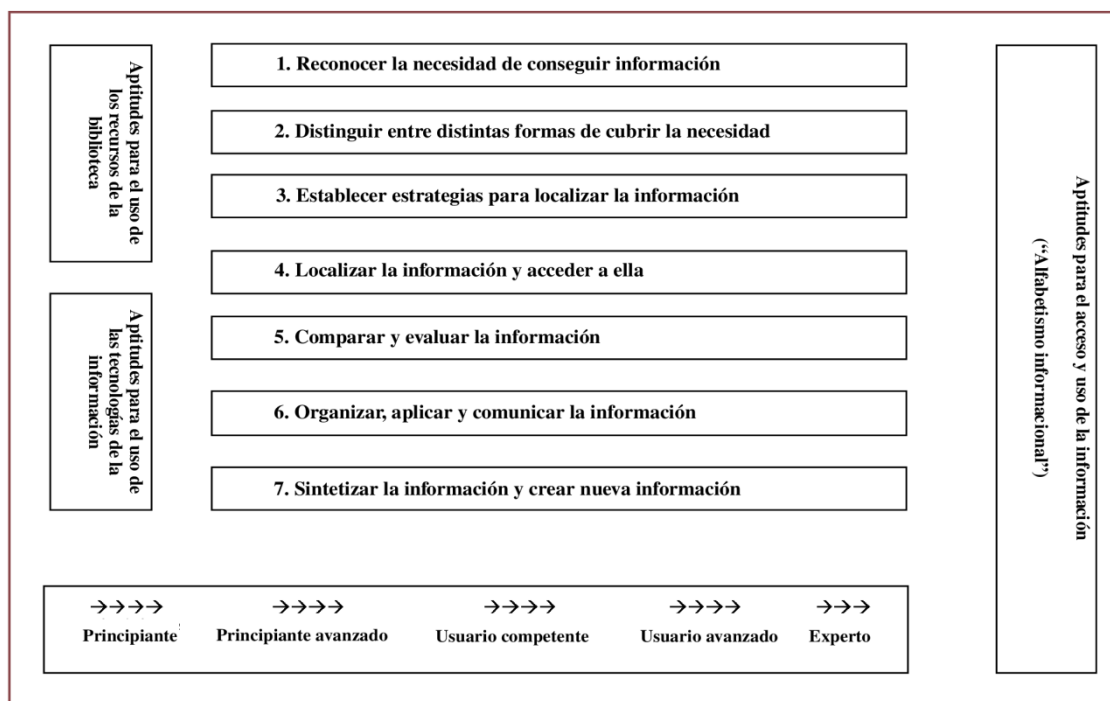 Aptitudes para el uso de
los recursos de la
biblioteca
Aptitudes para el uso de
las tecnologías de la
información
1. Reconocer la necesidad de conseguir información
2. Distinguir entre distintas formas de cubrir la necesidad
3. Establecer estrategias para localizar la información
4. Localizar la información y acceder a ella
5. Comparar y evaluar la información
6. Organizar, aplicar y comunicar la información
7. Sintetizar la información y crear nueva información
Aptitudes para el acceso y uso de la información
(“Alfabetismo informacional”)
→→→→ →→→→ →→→→ →→→→ →→→
Principiante Principiante avanzado Usuario competente Usuario avanzado Experto